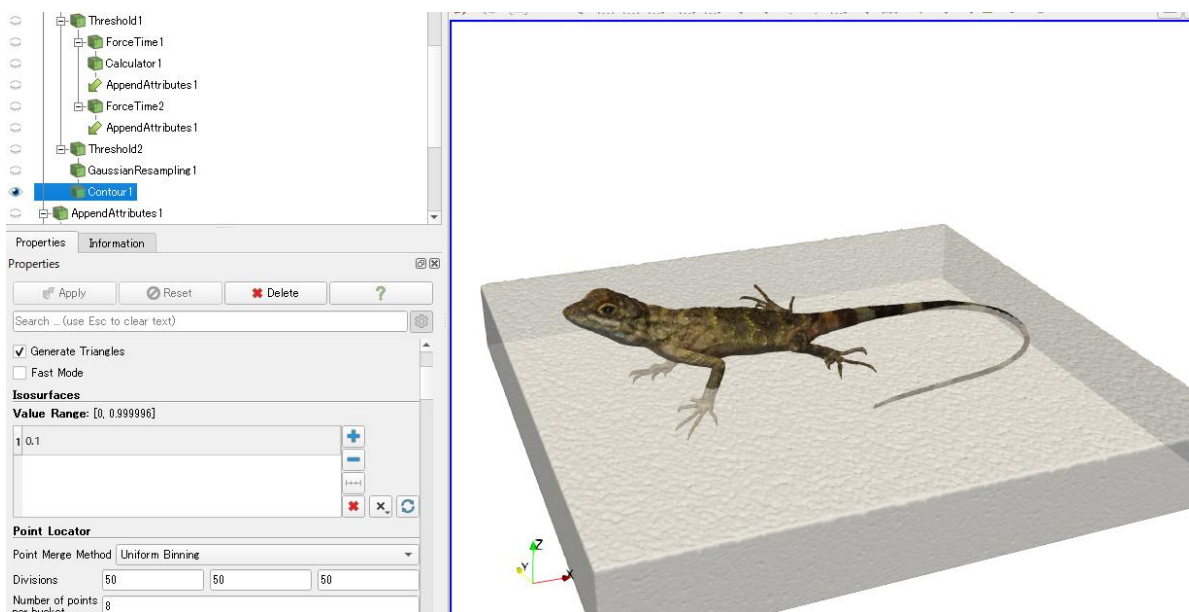 Threshold1
ForceTime1
Calculator1
AppendAttributes1
ForceTime2
AppendAttributes1
Threshold2
GaussianResampling1
Contour1
AppendAttributes1
Properties Information
Properties
Apply Reset Delete ?
Search ... (use Esc to clear text)
Generate Triangles
Fast Mode
Isosurfaces
Value Range: [0, 0.999996]
1 0.1
Point Locator
Point Merge Method Uniform Binning
Divisions 50 50 50
Number of points 8
per bucket
Z
Y
X